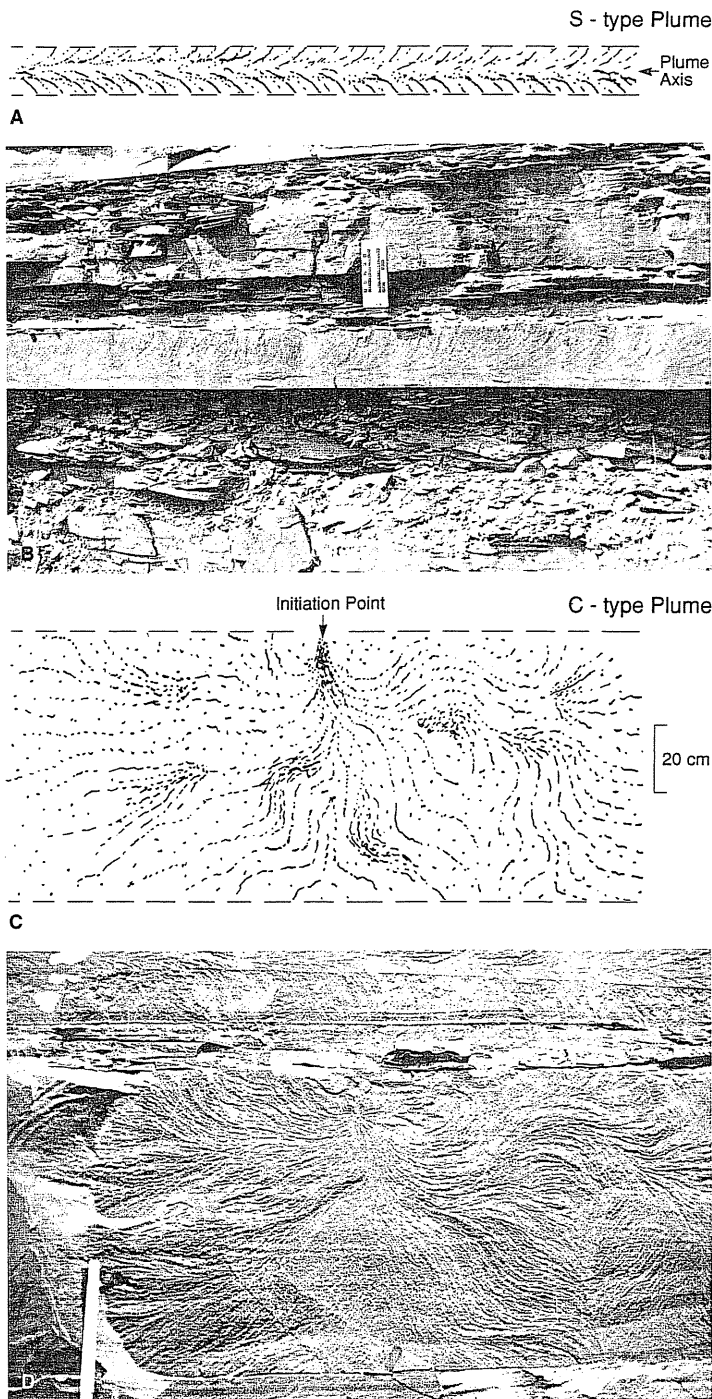 S - type Plume
Plume
Axis
A
B
Initiation Point
C - type Plume
20 cm
C
D